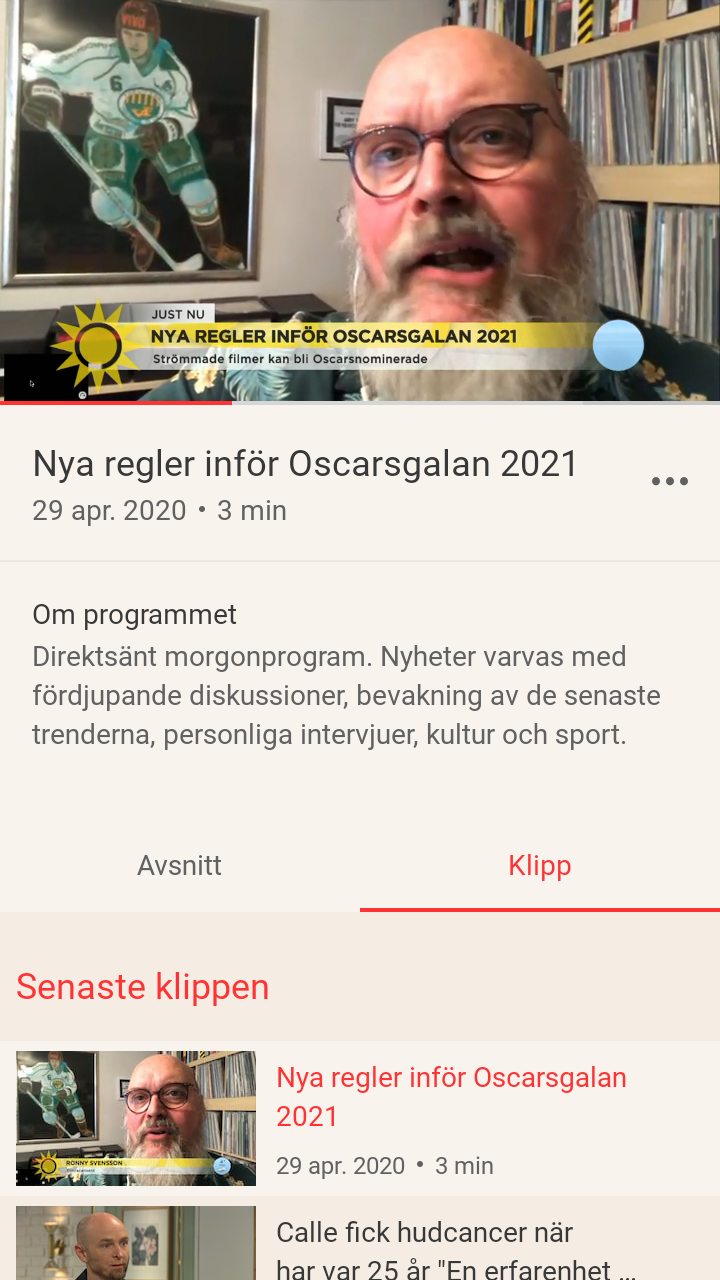 VIVO
6
JUST NU
NYA REGLER INFÖR OSCARSGALAN 2021
Strömmade filmer kan bli Oscarsnominerade
Nya regler inför Oscarsgalan 2021
29 apr. 2020 • 3 min
Om programmet
Direktsänt morgonprogram. Nyheter varvas med
fördjupande diskussioner, bevakning av de senaste
trenderna, personliga intervjuer, kultur och sport.
Avsnitt
Klipp
Senaste klippen
RONNY SVENSSON
Nya regler inför Oscarsgalan
2021
29 apr. 2020 • 3 min
Calle fick hudcancer när
har var 25 år "En erfarenhet ...